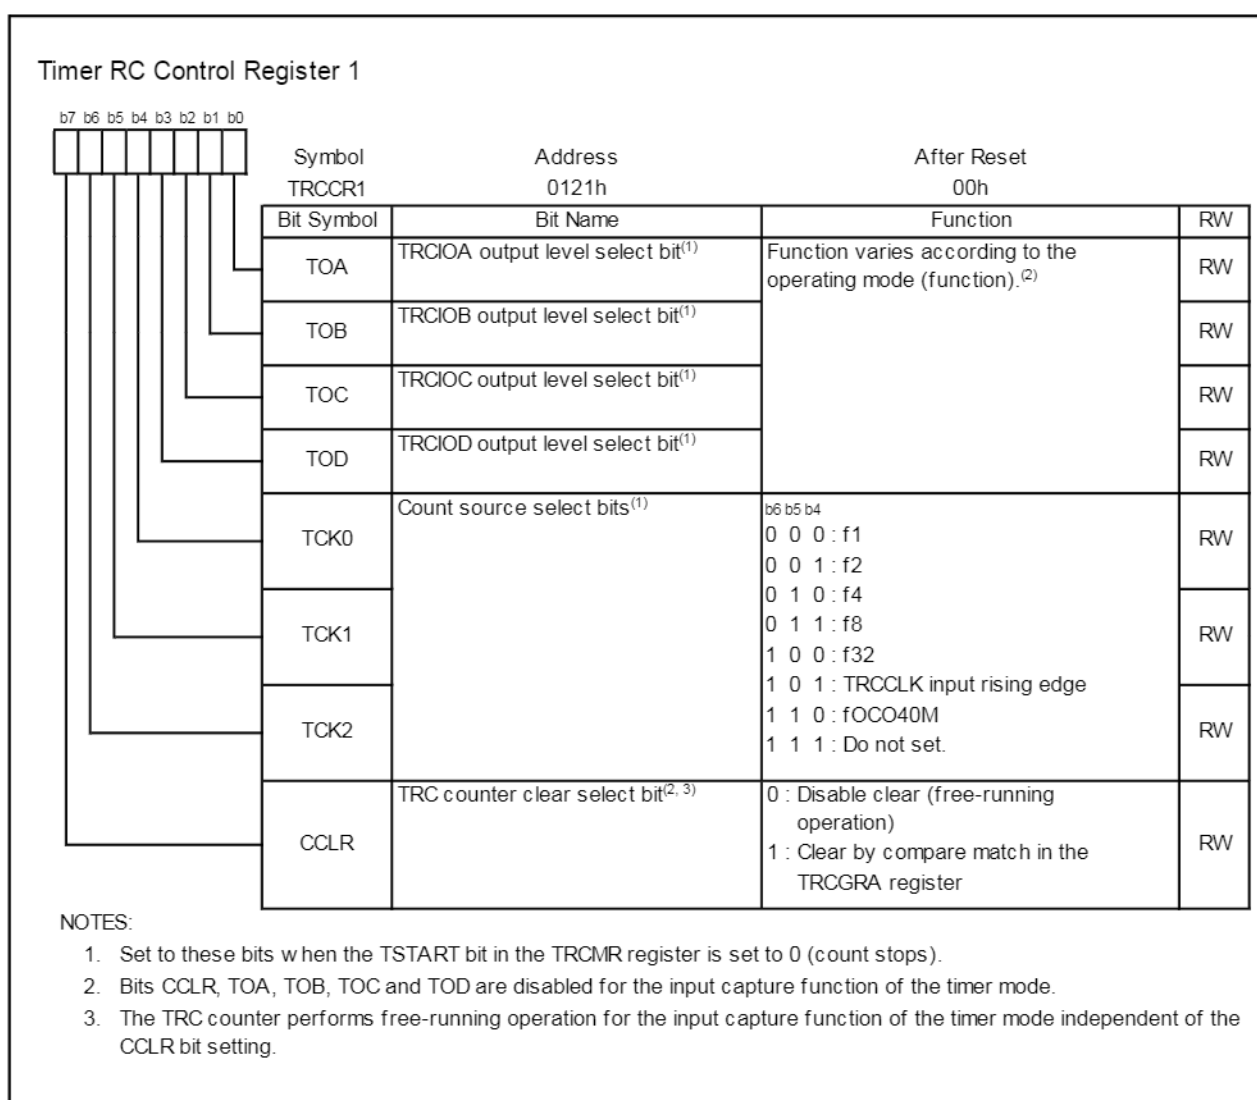 Timer RC Control Register 1
b7 b6 b5 b4 b3 b2 b1 b0
Symbol Address After Reset
TRCCR1 0121h 00h
Bit Symbol Bit Name Function RW
TOA TRCIOA output level select bit(1) Function varies according to the
operating mode (function).(2) RW
TOB TRCIOB output level select bit(1) RW
TOC TRCIOC output level select bit(1) RW
TOD TRCIOD output level select bit(1) RW
TCK0 Count source select bits(1) b6 b5 b4
0 0 0 : f1 RW
0 0 1 : f2
0 1 0 : f4
TCK1 0 1 1 : f8 RW
1 0 0 : f32
1 0 1 : TRCCLK input rising edge
TCK2 1 1 0 : fOCO40M RW
1 1 1 : Do not set.
CCLR TRC counter clear select bit(2, 3) 0 : Disable clear (free-running
operation) RW
1 : Clear by compare match in the
TRCGRA register
NOTES:
1. Set to these bits when the TSTART bit in the TRCMR register is set to 0 (count stops).
2. Bits CCLR, TOA, TOB, TOC and TOD are disabled for the input capture function of the timer mode.
3. The TRC counter performs free-running operation for the input capture function of the timer mode independent of the
CCLR bit setting.